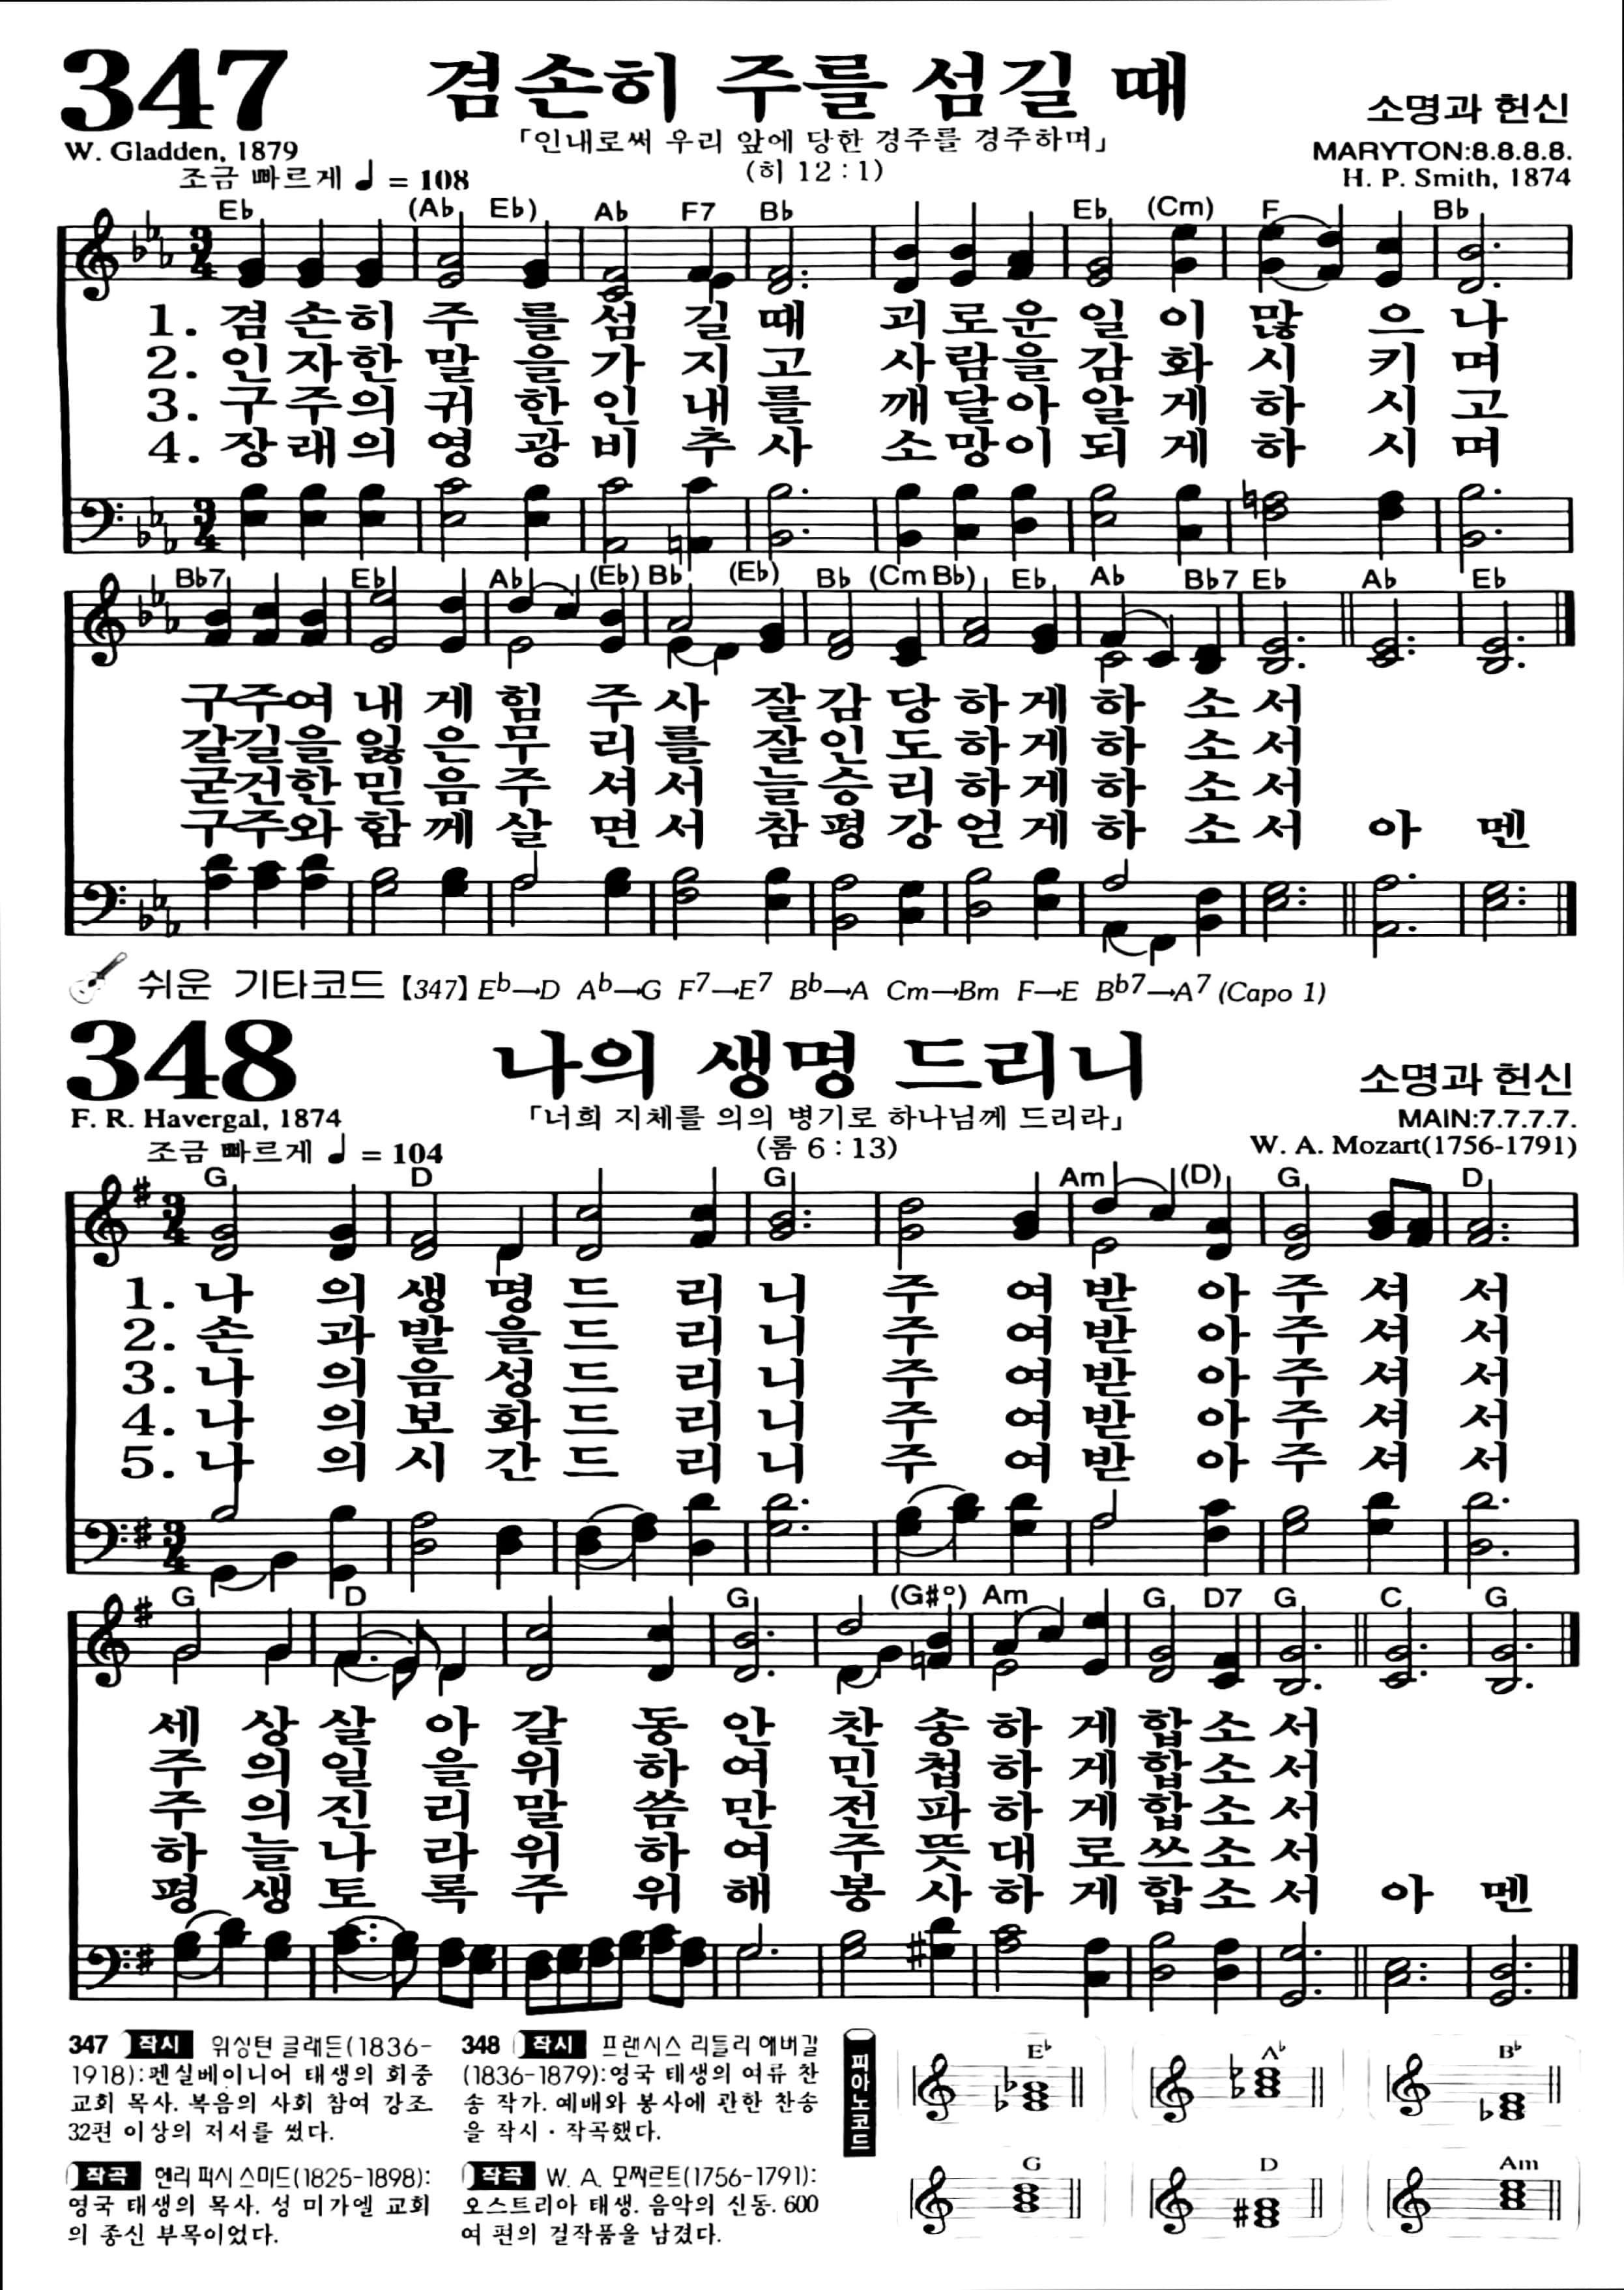 347
겸손히 주를 섬길 때
소명과 헌신
「인내로써 우리 앞에 당한 경주를 경주하며」
(히 12 : 1)
W. Gladden, 1879
MARYTON:8.8.8.8.
조금 빠르게 ♩ = 108
H. P. Smith, 1874
Eb (Ab Eb) Ab F7 Bb Eb (Cm) F Bb
1. 겸손히 주를섬 길때 괴로운일이많 으나
2. 인자한 말을가 지고 사람을감화시 키며
3. 구주의 귀한인 내를 깨달아알게하 시고
4. 장래의 영광비 추사 소망이되게하 시며
Bb7 Eb Ab (Eb) Bb (Eb) Bb (Cm Bb) Eb Ab Bb7 Eb Ab Eb
구주여 내게힘 주사 잘감당하게하 소서
갈길을 잃은무 리를 잘인도하게하 소서
굳건한 믿음주 셔서 늘승리하게하 소서
구주와 함께살 면서 참평강얻게하 소서 아 멘
쉬운 기타코드 【347】 Eb→D Ab→G F7→E7 Bb→A Cm→Bm F→E Bb7→A7 (Capo 1)
348
나의 생명 드리니
소명과 헌신
「너희 지체를 의의 병기로 하나님께 드리라」
(롬 6 : 13)
F. R. Havergal, 1874
MAIN:7.7.7.7.
조금 빠르게 ♩ = 104
W. A. Mozart(1756-1791)
G D G Am (D) G D
1. 나 의생 명드 리니 주 여받 아주셔 서
2. 손 과발 을드 리니 주 여받 아주셔 서
3. 나 의음 성드 리니 주 여받 아주셔 서
4. 나 의보 화드 리니 주 여받 아주셔 서
5. 나 의시 간드 리니 주 여받 아주셔 서
G D G (G#°) Am G D7 G C G
세 상살 아갈 동안 찬송하 게합소서
주 의일 을위 하여 민첩하 게합소서
주 의진 리말 씀만 전파하 게합소서
하 늘나 라위 하여 주뜻대 로쓰소서
평 생토 록주 위해 봉사하 게합소서 아 멘
347 작시 워싱턴 글래든(1836-
1918):펜실베이니어 태생의 회중
교회 목사. 복음의 사회 참여 강조
32편 이상의 저서를 썼다.
작곡 헨리 퍼시 스미드(1825-1898):
영국 태생의 목사. 성 미가엘 교회
의 종신 부목이었다.
348 작시 프랜시스 리들리 해버갈
(1836-1879):영국 태생의 여류 찬
송 작가. 예배와 봉사에 관한 찬송
을 작시 · 작곡했다.
작곡 W. A. 모짜르트(1756-1791):
오스트리아 태생. 음악의 신동. 600
여 편의 걸작품을 남겼다.
피아노코드
Eb Ab Bb
G D Am